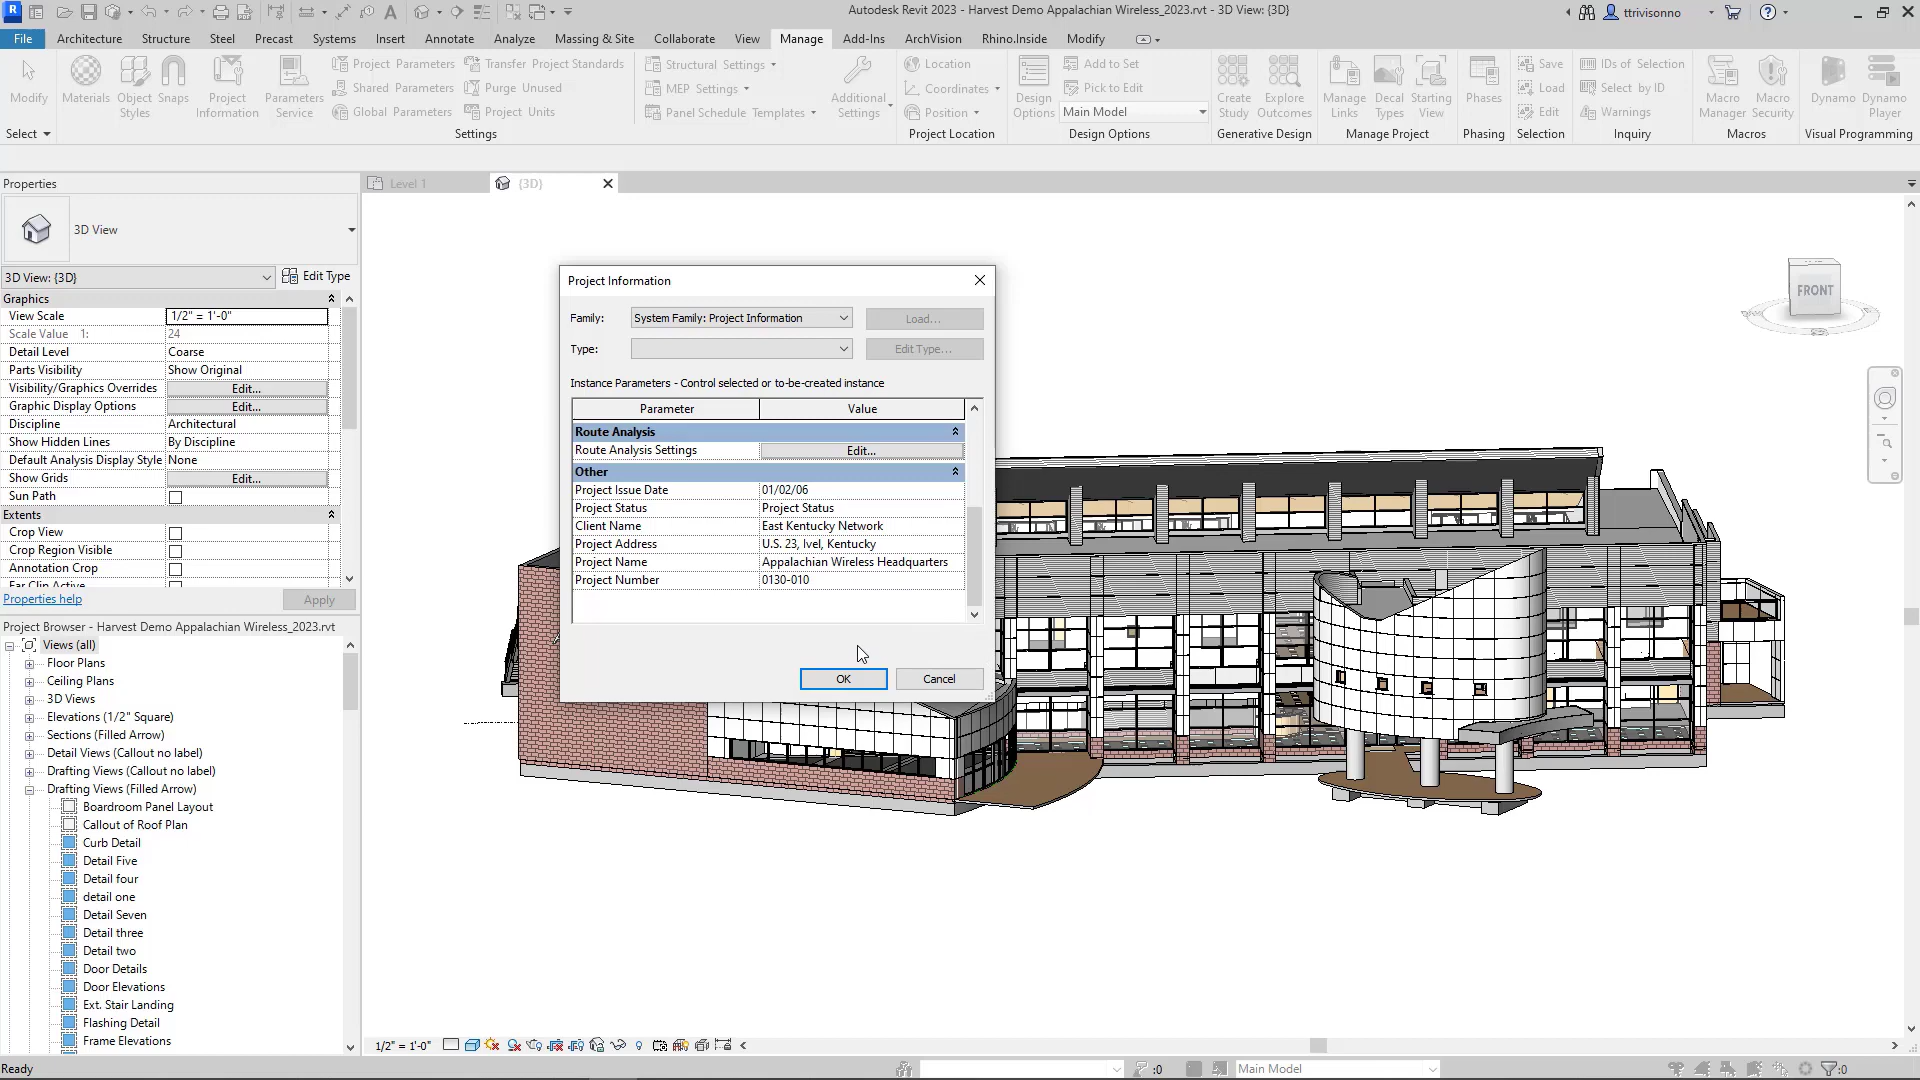 Autodesk Revit 2023 - Harvest Demo Appalachian Wireless_2023.rvt - 3D View: {3D}
ttrivisonno
File Architecture Structure Steel Precast Systems Insert Annotate Analyze Massing & Site Collaborate View Manage Add-Ins ArchVision Rhino.Inside Modify
Modify
Materials
Object Styles
Snaps
Project Information
Parameters Service
Project Parameters
Shared Parameters
Global Parameters
Transfer Project Standards
Purge Unused
Project Units
Structural Settings
MEP Settings
Panel Schedule Templates
Additional Settings
Location
Coordinates
Position
Design Options
Add to Set
Pick to Edit
Main Model
Create Study
Explore Outcomes
Manage Links
Decal Types
Starting View
Phases
Save
Load
Edit
IDs of Selection
Select by ID
Warnings
Macro Manager
Macro Security
Dynamo
Dynamo Player
Select Settings Project Location Design Options Generative Design Manage Project Phasing Selection Inquiry Macros Visual Programming
Properties
Level 1
{3D}
3D View
3D View: {3D} Edit Type
Graphics
View Scale 1/2" = 1'-0"
Scale Value 1: 24
Detail Level Coarse
Parts Visibility Show Original
Visibility/Graphics Overrides Edit...
Graphic Display Options Edit...
Discipline Architectural
Show Hidden Lines By Discipline
Default Analysis Display Style None
Show Grids Edit...
Sun Path
Extents
Crop View
Crop Region Visible
Annotation Crop
Far Clip Active
Properties help Apply
Project Browser - Harvest Demo Appalachian Wireless_2023.rvt
Views (all)
Floor Plans
Ceiling Plans
3D Views
Elevations (1/2" Square)
Sections (Filled Arrow)
Detail Views (Callout no label)
Drafting Views (Callout no label)
Drafting Views (Filled Arrow)
Boardroom Panel Layout
Callout of Roof Plan
Curb Detail
Detail Five
Detail four
detail one
Detail Seven
Detail three
Detail two
Door Details
Door Elevations
Ext. Stair Landing
Flashing Detail
Frame Elevations
Project Information
Family: System Family: Project Information Load...
Type: Edit Type...
Instance Parameters - Control selected or to-be-created instance
Parameter Value
Route Analysis
Route Analysis Settings Edit...
Other
Project Issue Date 01/02/06
Project Status Project Status
Client Name East Kentucky Network
Project Address U.S. 23, Ivel, Kentucky
Project Name Appalachian Wireless Headquarters
Project Number 0130-010
OK Cancel
FRONT
1/2" = 1'-0"
Ready
:0
Main Model
:0